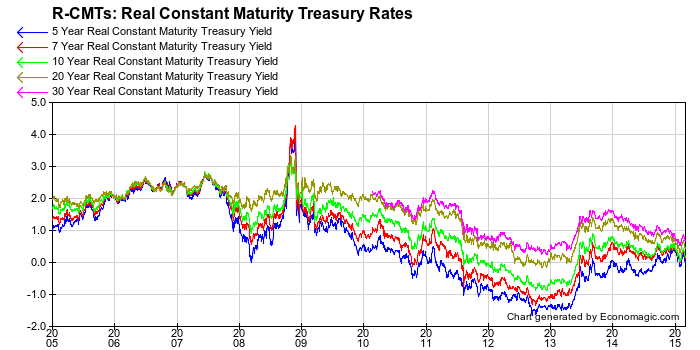 R-CMTs: Real Constant Maturity Treasury Rates
5 Year Real Constant Maturity Treasury Yield
7 Year Real Constant Maturity Treasury Yield
10 Year Real Constant Maturity Treasury Yield
20 Year Real Constant Maturity Treasury Yield
30 Year Real Constant Maturity Treasury Yield
5.0
4.0
3.0
2.0
1.0
0.0
-1.0
-2.0
Chart generated by Economagic.com
20 20 20 20 20 20 20 20 20 20 20
05 06 07 08 09 10 11 12 13 14 15